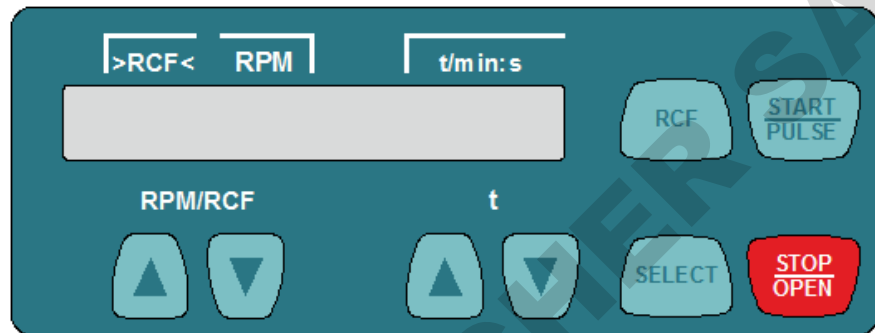 >RCF< RPM t/min:s
RCF
START
PULSE
RPM/RCF t
SELECT
STOP
OPEN